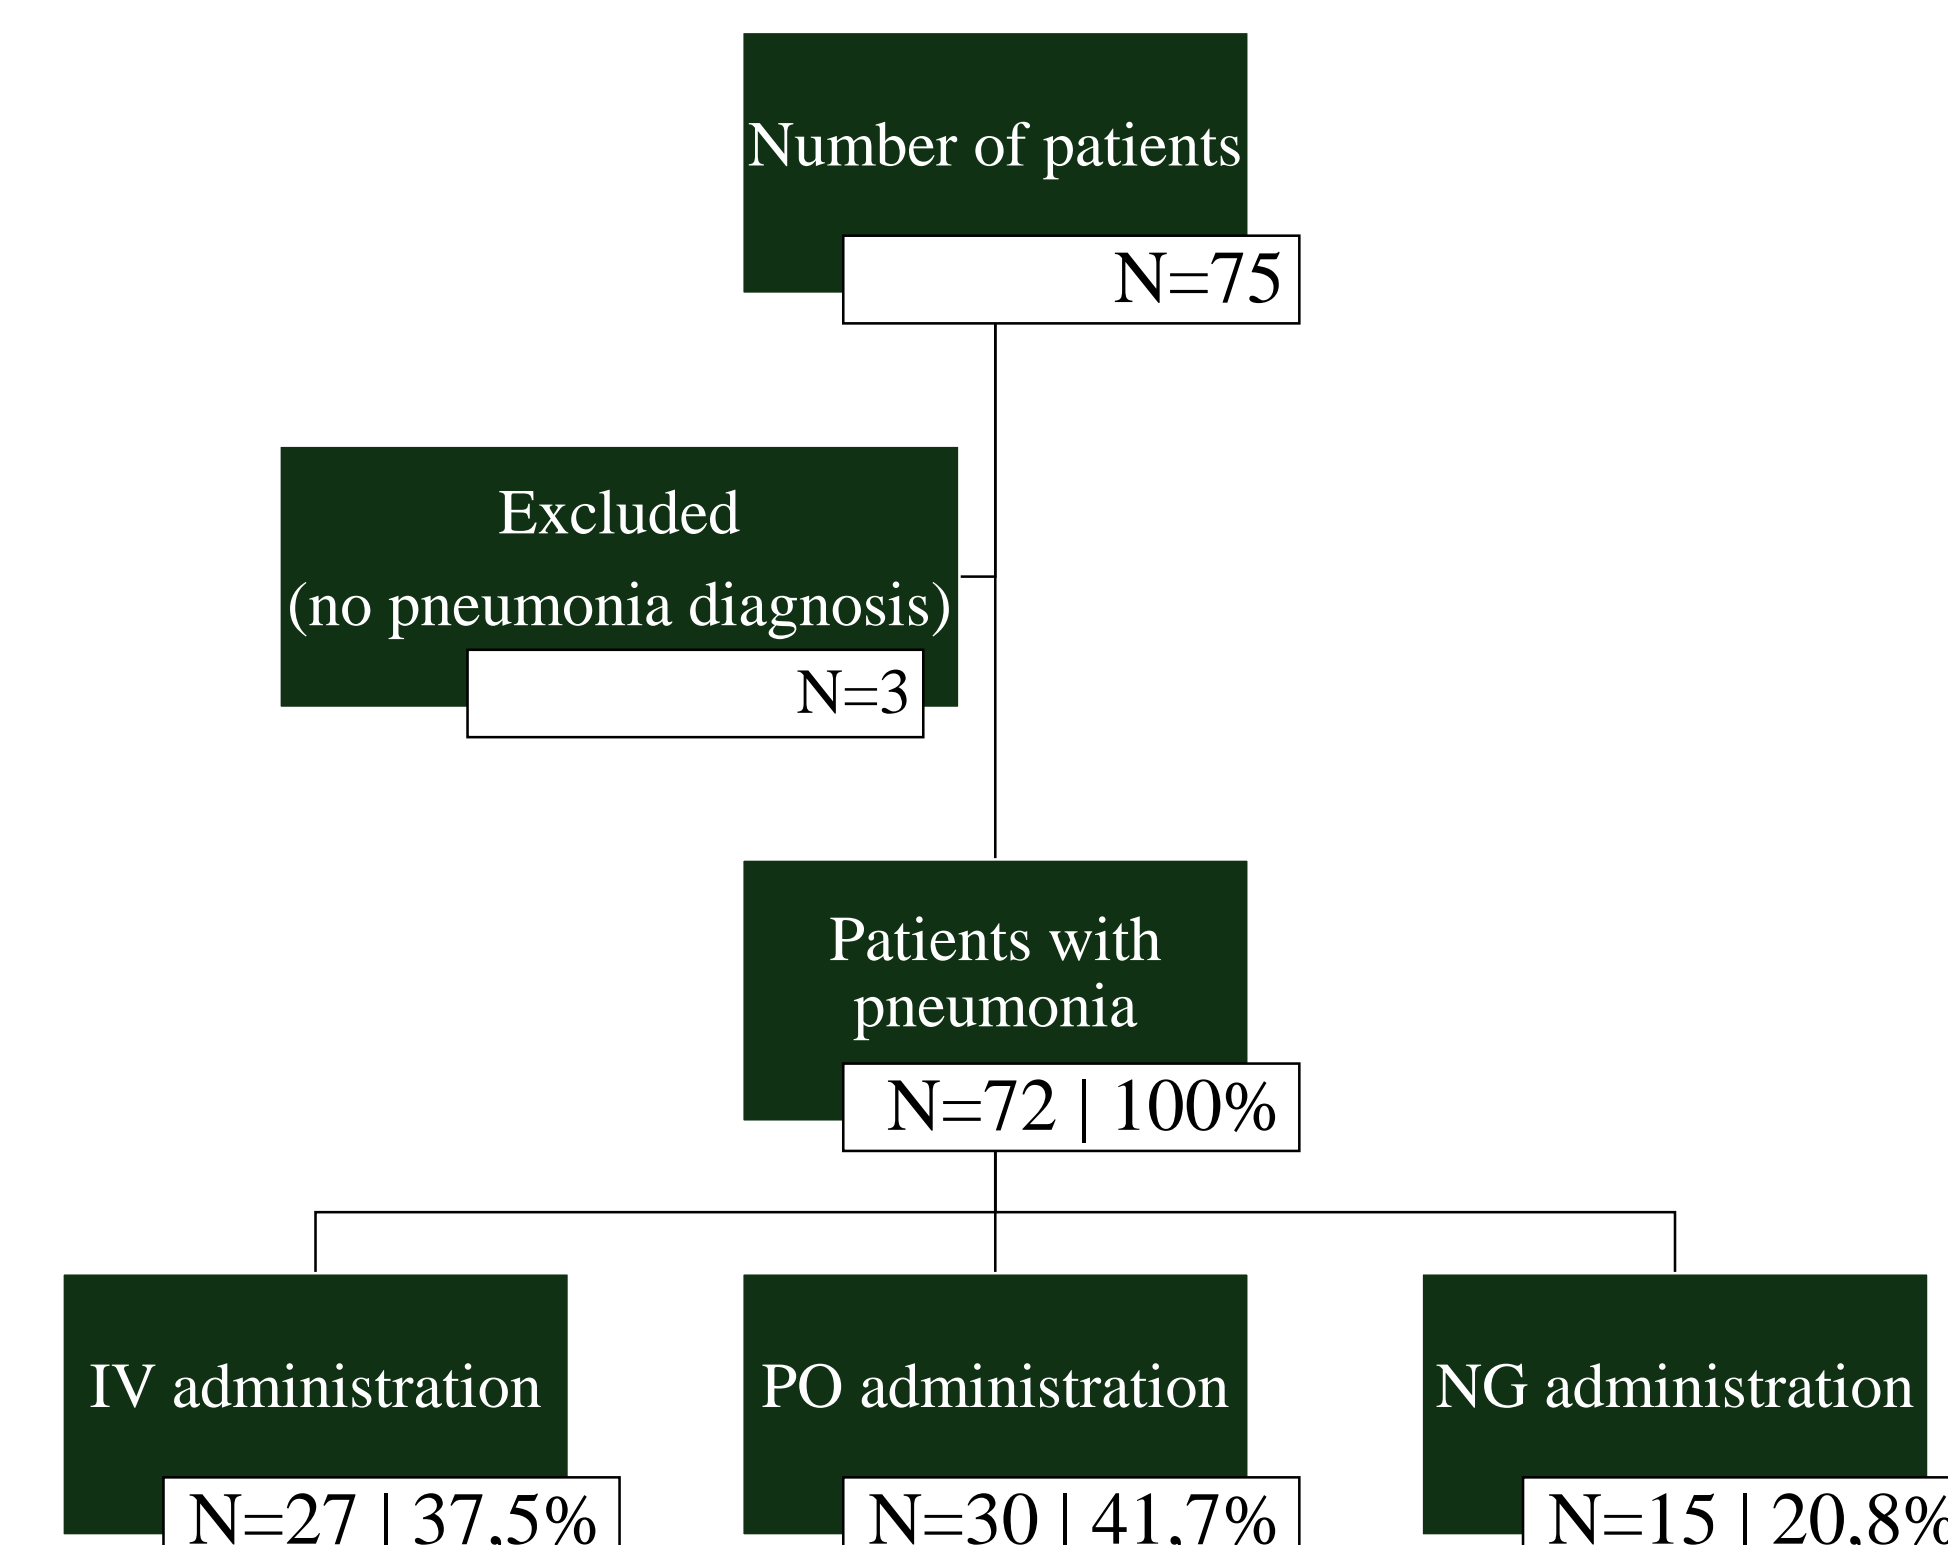 Number of patients
N=75
Excluded
(no pneumonia diagnosis)
N=3
Patients with
pneumonia
N=72 | 100%
IV administration
PO administration
NG administration
N=27 | 37,5%
N=30 | 41,7%
N=15 | 20,8%